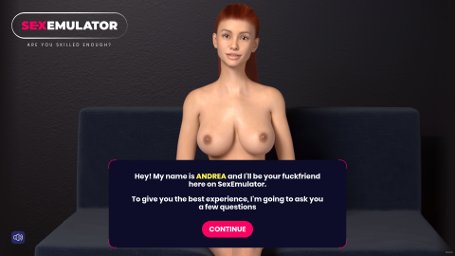 SEXEMULATOR
ARE YOU SKILLED ENOUGH?
Hey! My name is ANDREA and I'll be your fuckfriend
here on SexEmulator.
To give you the best experience, I'm going to ask you
a few questions
CONTINUE